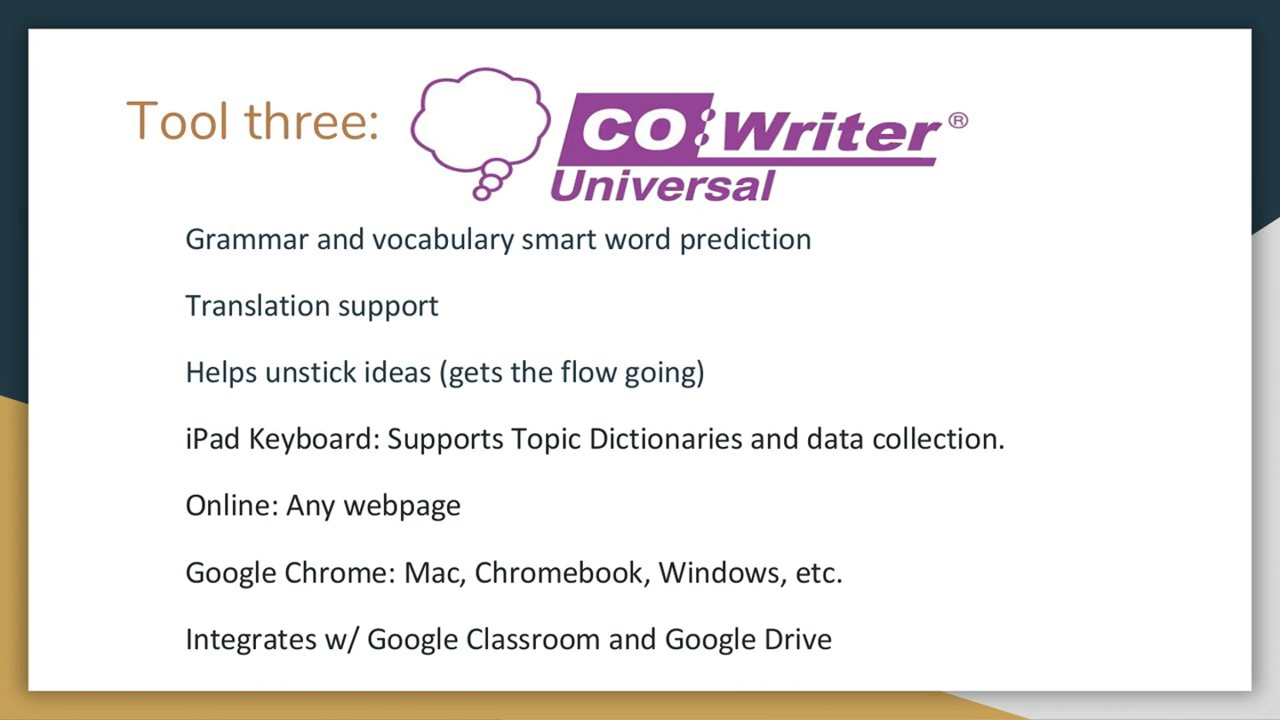 Tool three:
CO:Writer®
Universal
Grammar and vocabulary smart word prediction
Translation support
Helps unstick ideas (gets the flow going)
iPad Keyboard: Supports Topic Dictionaries and data collection.
Online: Any webpage
Google Chrome: Mac, Chromebook, Windows, etc.
Integrates w/ Google Classroom and Google Drive